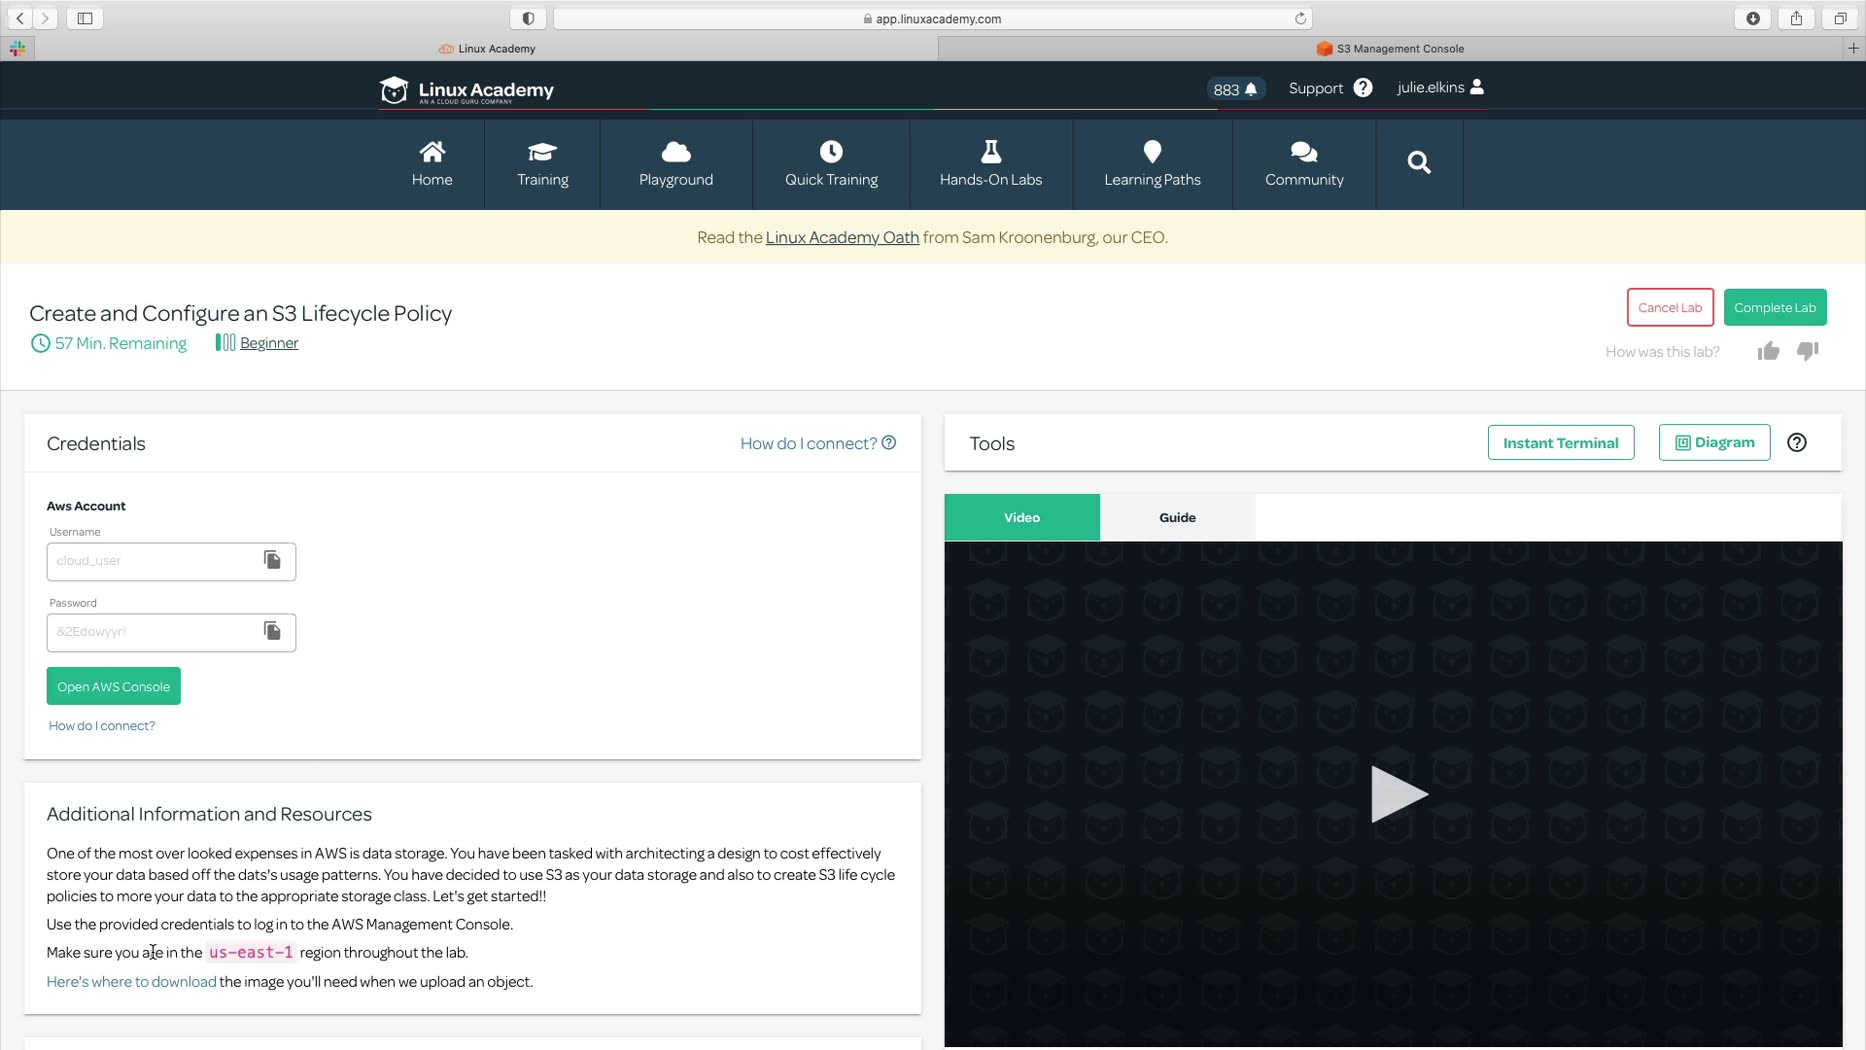 app.linuxacademy.com
Linux Academy
S3 Management Console
Linux Academy
AN A CLOUD GURU COMPANY
883
Support
julie.elkins
Home
Training
Playground
Quick Training
Hands-On Labs
Learning Paths
Community
Read the Linux Academy Oath from Sam Kroonenburg, our CEO.
Create and Configure an S3 Lifecycle Policy
57 Min. Remaining
Beginner
Cancel Lab
Complete Lab
How was this lab?
Credentials
How do I connect?
Aws Account
Username
cloud_user
Password
Open AWS Console
How do I connect?
Additional Information and Resources
One of the most over looked expenses in AWS is data storage. You have been tasked with architecting a design to cost effectively
store your data based off the dats's usage patterns. You have decided to use S3 as your data storage and also to create S3 life cycle
policies to more your data to the appropriate storage class. Let's get started!!
Use the provided credentials to log in to the AWS Management Console.
Make sure you are in the us-east-1 region throughout the lab.
Here's where to download the image you'll need when we upload an object.
Tools
Instant Terminal
Diagram
Video
Guide